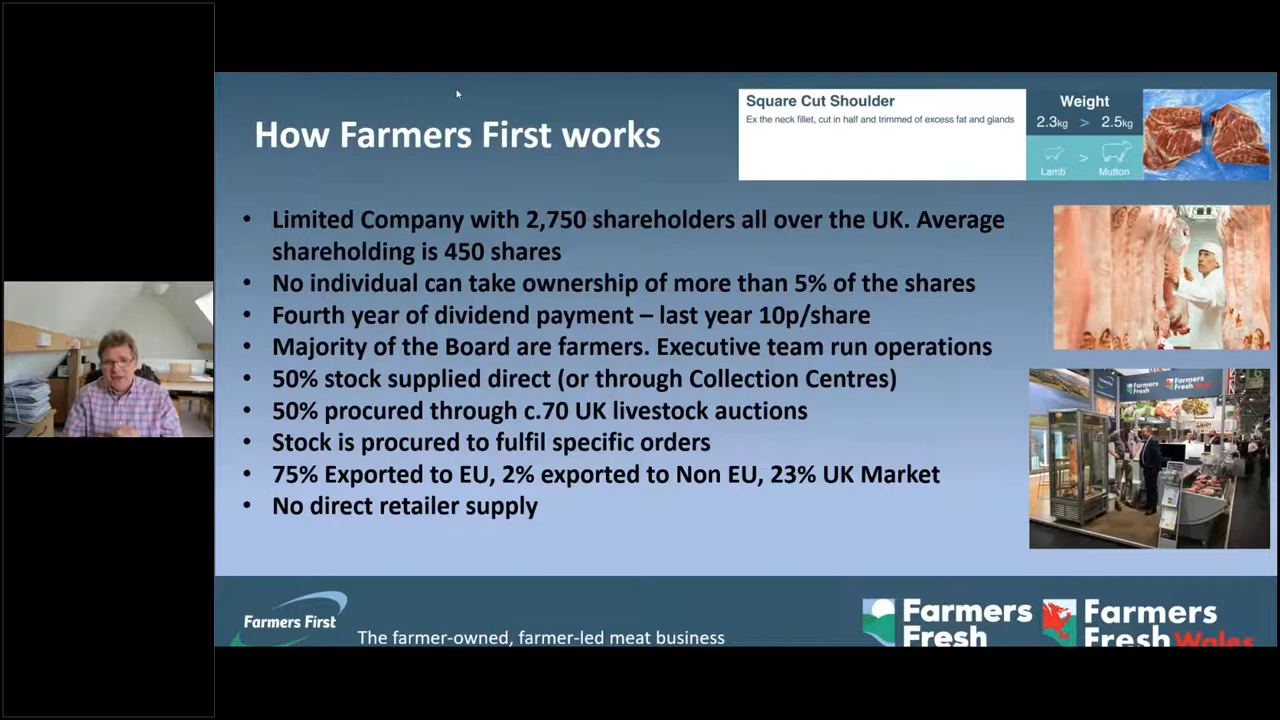 How Farmers First works
Square Cut Shoulder
Ex the neck fillet, cut in half and trimmed of excess fat and glands
Weight
2.3kg > 2.5kg
Lamb > Mutton
• Limited Company with 2,750 shareholders all over the UK. Average
shareholding is 450 shares
• No individual can take ownership of more than 5% of the shares
• Fourth year of dividend payment – last year 10p/share
• Majority of the Board are farmers. Executive team run operations
• 50% stock supplied direct (or through Collection Centres)
• 50% procured through c.70 UK livestock auctions
• Stock is procured to fulfil specific orders
• 75% Exported to EU, 2% exported to Non EU, 23% UK Market
• No direct retailer supply
Farmers Fresh
Farmers Fresh
Farmers First
The farmer-owned, farmer-led meat business
Farmers
Fresh
Farmers
Fresh Wales